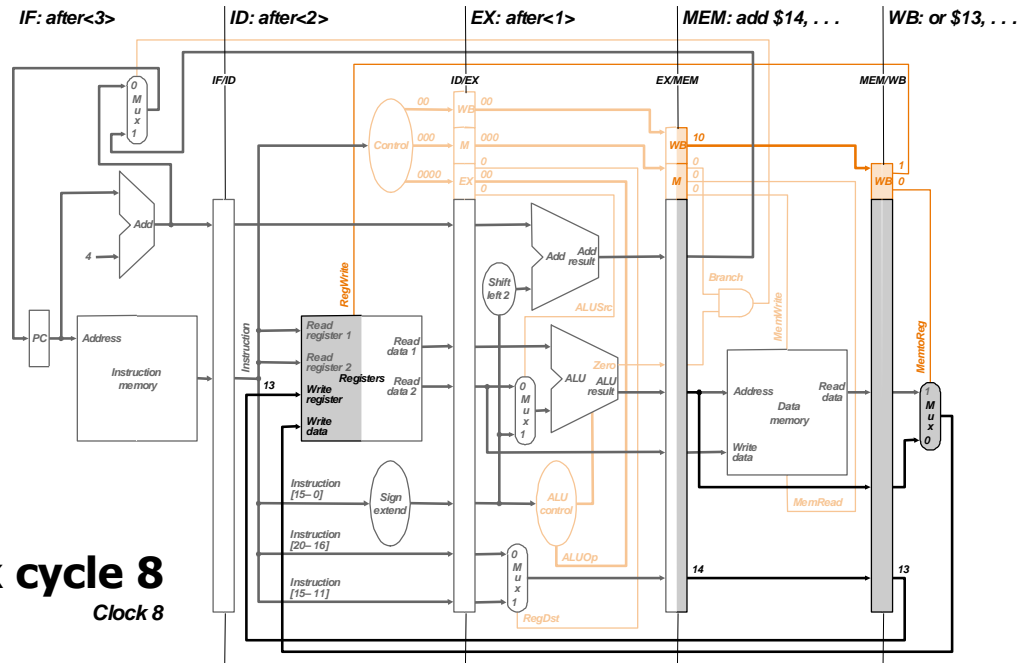 IF: after<3>
ID: after<2>
EX: after<1>
MEM: add $14, . . .
WB: or $13, . . .
IF/ID
ID/EX
EX/MEM
MEM/WB
0
M
u
x
1
Control
00
000
0000
WB
M
EX
00
000
0
00
0
WB
M
10
0
0
0
WB
1
0
Add
4
Add
Add
result
Shift
left 2
Branch
RegWrite
ALUSrc
MemWrite
MemtoReg
PC
Address
Instruction
memory
Instruction
Read
register 1
Read
register 2
Registers
Write
register
Write
data
Read
data 1
Read
data 2
13
0
M
u
x
1
Zero
ALU
ALU
result
Address
Read
data
Data
memory
Write
data
1
M
u
x
0
MemRead
Instruction
[15–0]
Sign
extend
ALU
control
ALUOp
Instruction
[20–16]
Instruction
[15–11]
0
M
u
x
1
RegDst
14
13
cycle 8
Clock 8